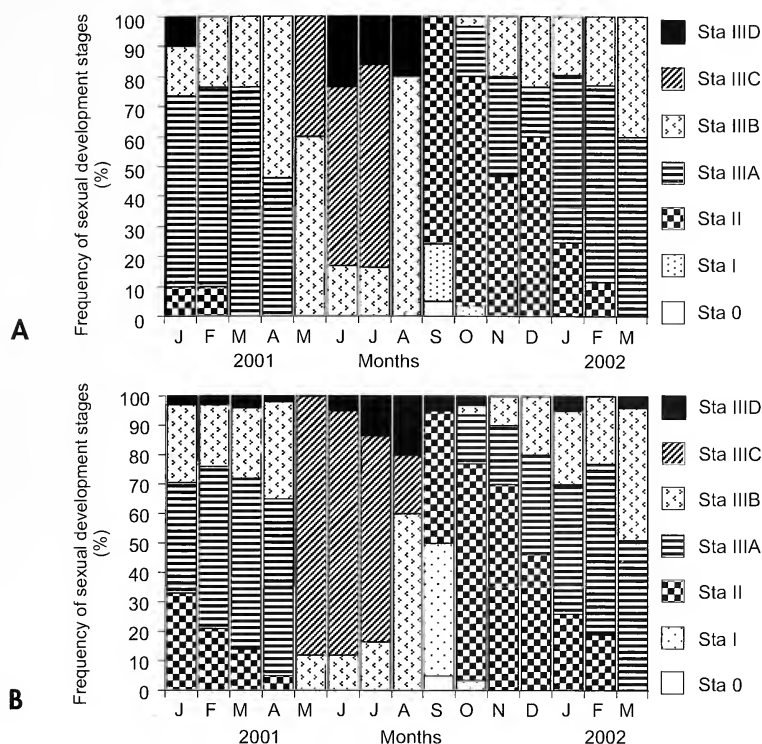 Frequency of sexual development stages
(%)
100
90
80
70
60
50
40
30
20
10
0
J F M A M J J A S O N D J F M
2001 Months 2002
A
Sta IIID
Sta IIIC
Sta IIIB
Sta IIIA
Sta II
Sta I
Sta 0
Frequency of sexual development stages
(%)
100
90
80
70
60
50
40
30
20
10
0
J F M A M J J A S O N D J F M
2001 Months 2002
B
Sta IIID
Sta IIIC
Sta IIIB
Sta IIIA
Sta II
Sta I
Sta 0